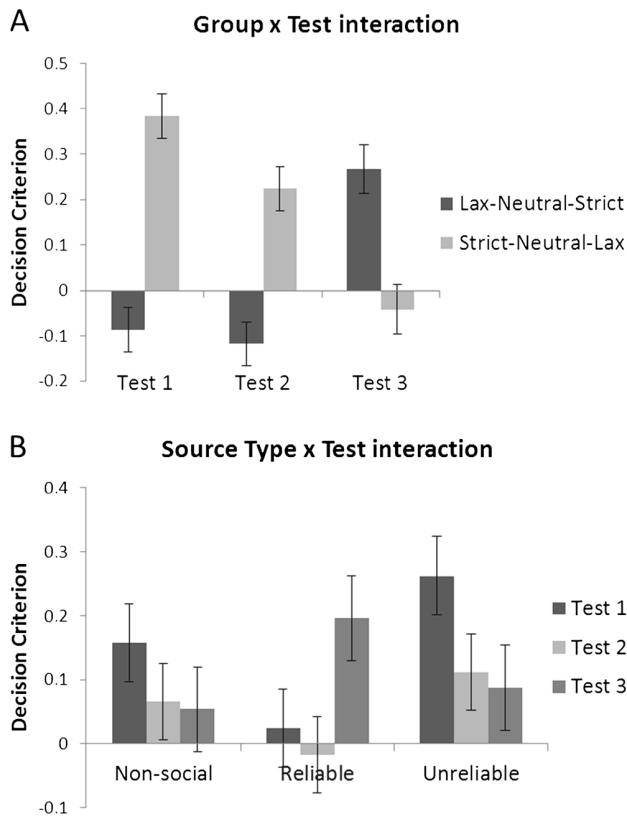 A
Group x Test interaction
Decision Criterion
0.5
0.4
0.3
0.2
0.1
0
-0.1
-0.2
Test 1 Test 2 Test 3
Lax-Neutral-Strict
Strict-Neutral-Lax
B
Source Type x Test interaction
Decision Criterion
0.4
0.3
0.2
0.1
0
-0.1
Non-social Reliable Unreliable
Test 1
Test 2
Test 3